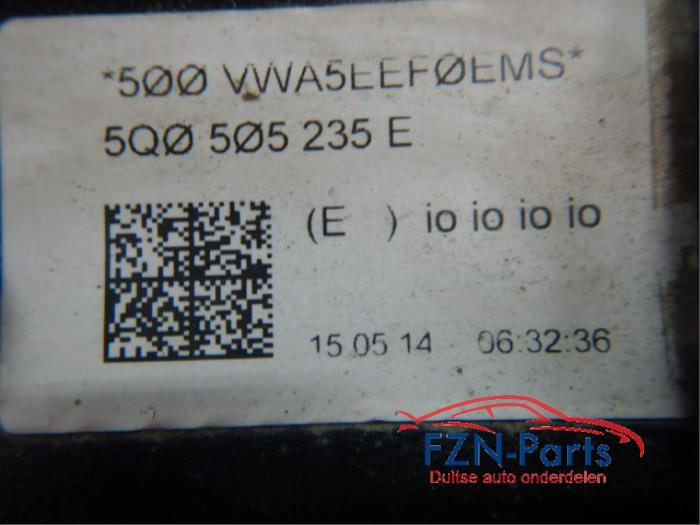 *5ØØ VWA5EEFØEMS*
5QØ 5Ø5 235 E
(E ) io io io io
15.05 14 06:32:36
FZN-Parts
Duitse auto onderdelen